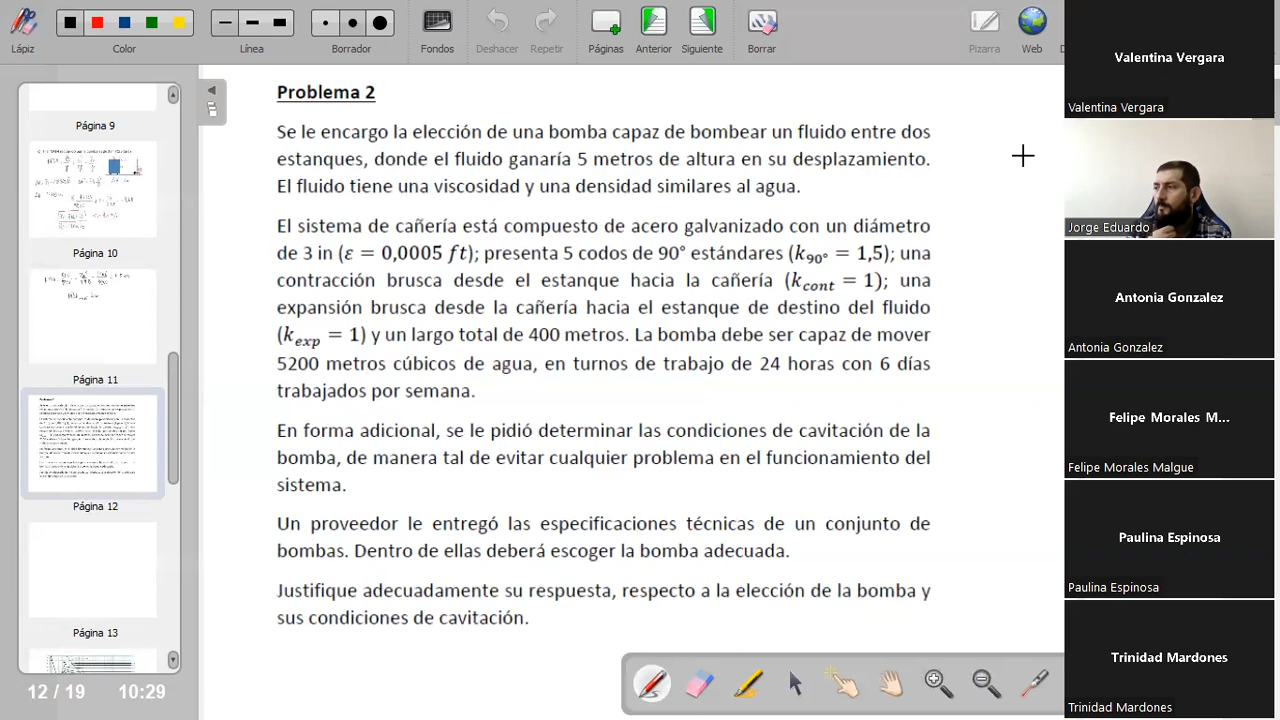 Lápiz
Color
Línea
Borrador
Fondos
Deshacer
Repetir
Páginas
Anterior
Siguiente
Borrar
Pizarra
Web
Página 9
Página 10
Página 11
Página 12
Página 13
12 / 19
10:29
Problema 2
Se le encargo la elección de una bomba capaz de bombear un fluido entre dos
estanques, donde el fluido ganaría 5 metros de altura en su desplazamiento.
El fluido tiene una viscosidad y una densidad similares al agua.
El sistema de cañería está compuesto de acero galvanizado con un diámetro
de 3 in (ε = 0,0005 ft); presenta 5 codos de 90° estándares (k90° = 1,5); una
contracción brusca desde el estanque hacia la cañería (kcont = 1); una
expansión brusca desde la cañería hacia el estanque de destino del fluido
(kexp = 1) y un largo total de 400 metros. La bomba debe ser capaz de mover
5200 metros cúbicos de agua, en turnos de trabajo de 24 horas con 6 días
trabajados por semana.
En forma adicional, se le pidió determinar las condiciones de cavitación de la
bomba, de manera tal de evitar cualquier problema en el funcionamiento del
sistema.
Un proveedor le entregó las especificaciones técnicas de un conjunto de
bombas. Dentro de ellas deberá escoger la bomba adecuada.
Justifique adecuadamente su respuesta, respecto a la elección de la bomba y
sus condiciones de cavitación.
Valentina Vergara
Valentina Vergara
Jorge Eduardo
Antonia Gonzalez
Antonia Gonzalez
Felipe Morales M...
Felipe Morales Malgue
Paulina Espinosa
Paulina Espinosa
Trinidad Mardones
Trinidad Mardones